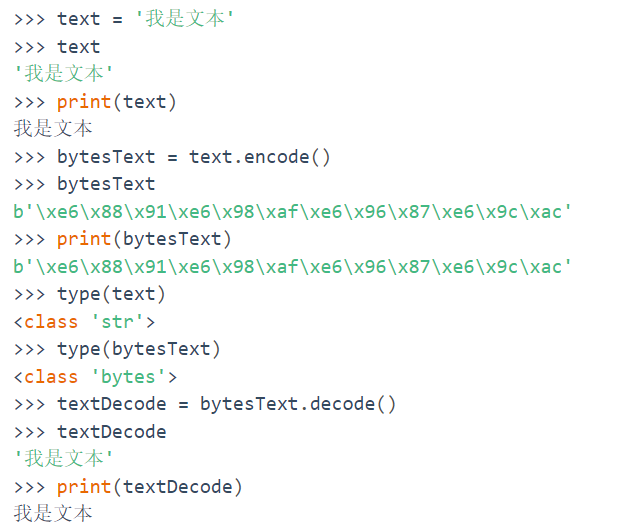 >>> text = '我是文本'
>>> text
'我是文本'
>>> print(text)
我是文本
>>> bytesText = text.encode()
>>> bytesText
b'\xe6\x88\x91\xe6\x98\xaf\xe6\x96\x87\xe6\x9c\xac'
>>> print(bytesText)
b'\xe6\x88\x91\xe6\x98\xaf\xe6\x96\x87\xe6\x9c\xac'
>>> type(text)
<class 'str'>
>>> type(bytesText)
<class 'bytes'>
>>> textDecode = bytesText.decode()
>>> textDecode
'我是文本'
>>> print(textDecode)
我是文本